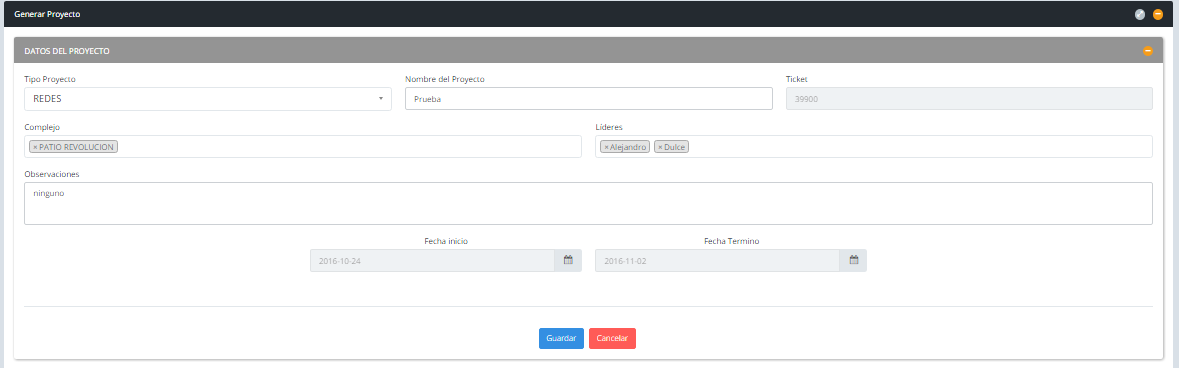 Generar Proyecto
DATOS DEL PROYECTO
Tipo Proyecto Nombre del Proyecto Ticket
REDES Prueba 39900
Complejo Líderes
× PATIO REVOLUCION × Alejandro × Dulce
Observaciones
ninguno
Fecha inicio Fecha Termino
2016-10-24 2016-11-02
Guardar Cancelar